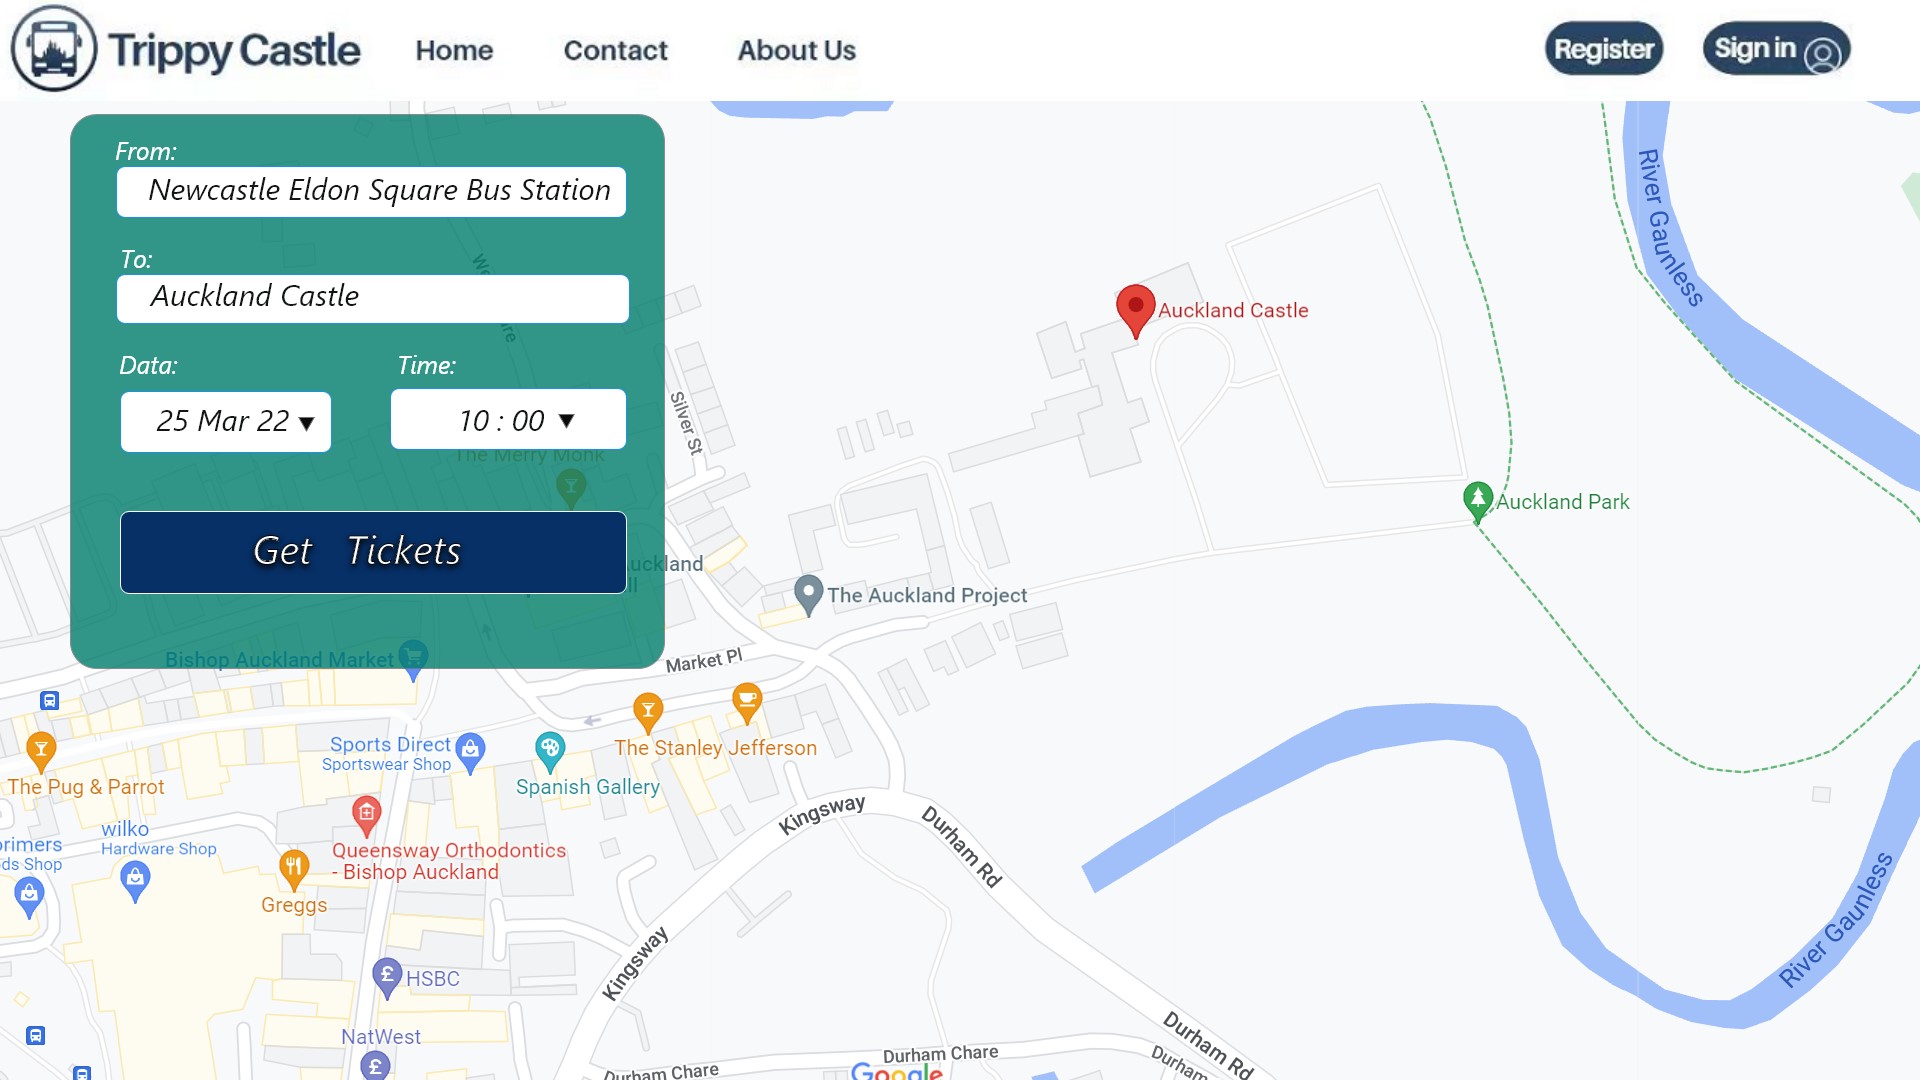 Trippy Castle
Home
Contact
About Us
Register
Sign in
From:
Newcastle Eldon Square Bus Station
To:
Auckland Castle
Data:
Time:
25 Mar 22 ▼
10 : 00 ▼
The Merry Monk
Get Tickets
Silver St
Auckland Castle
River Gaunless
Auckland Park
The Auckland Project
Bishop Auckland Market
Market Pl
Sports Direct
Sportswear Shop
The Stanley Jefferson
Spanish Gallery
The Pug & Parrot
wilko
Hardware Shop
Queensway Orthodontics
- Bishop Auckland
Greggs
Kingsway
Durham Rd
Kingsway
HSBC
NatWest
River Gaunless
Durham Rd
Durham Chare
Durham Chare
Google